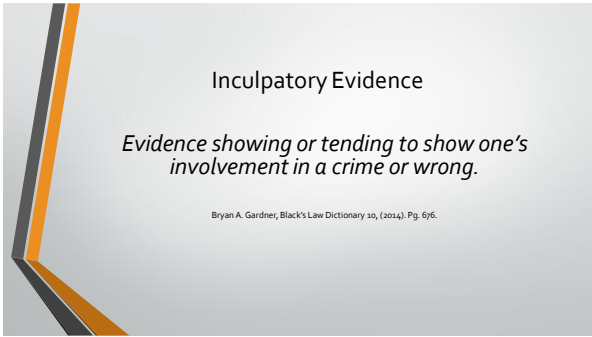 Inculpatory Evidence
Evidence showing or tending to show one's
involvement in a crime or wrong.
Bryan A. Gardner, Black's Law Dictionary 10, (2014). Pg. 676.